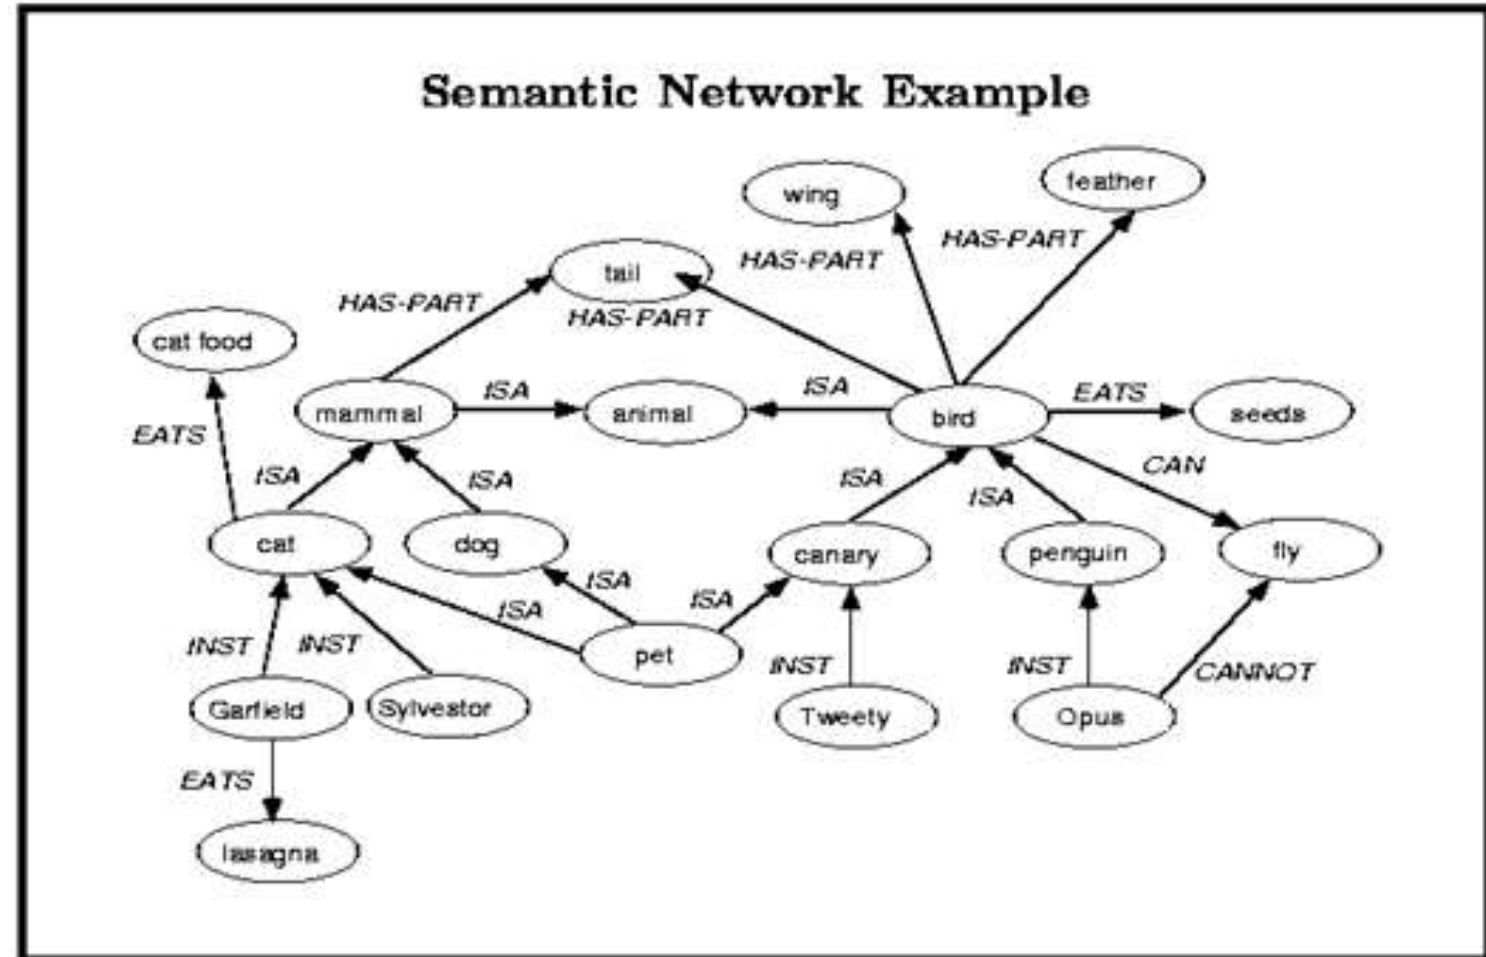 Semantic Network Example
wing
feather
HAS-PART
HAS-PART
tail
HAS-PART
HAS-PART
cat food
mammal
ISA
animal
ISA
bird
EATS
seeds
EATS
ISA
ISA
ISA
ISA
CAN
cat
dog
canary
penguin
fly
ISA
ISA
ISA
INST
INST
pet
INST
INST
CANNOT
Garfield
Sylvestor
Tweety
Opus
EATS
lasagna